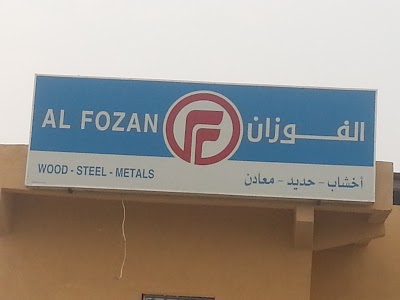 AL FOZAN الفوزان
WOOD - STEEL - METALS
أخشاب - حديد - معادن